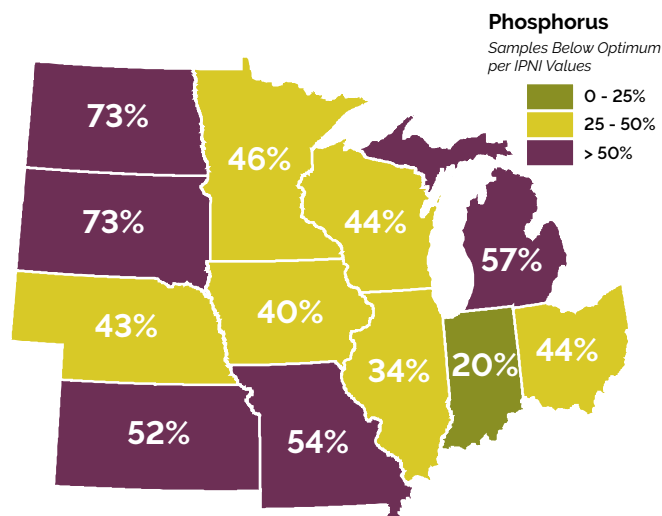 Phosphorus
Samples Below Optimum
per IPNI Values
0 - 25%
25 - 50%
> 50%
73%
46%
73%
44%
57%
43%
40%
34%
20%
44%
52%
54%